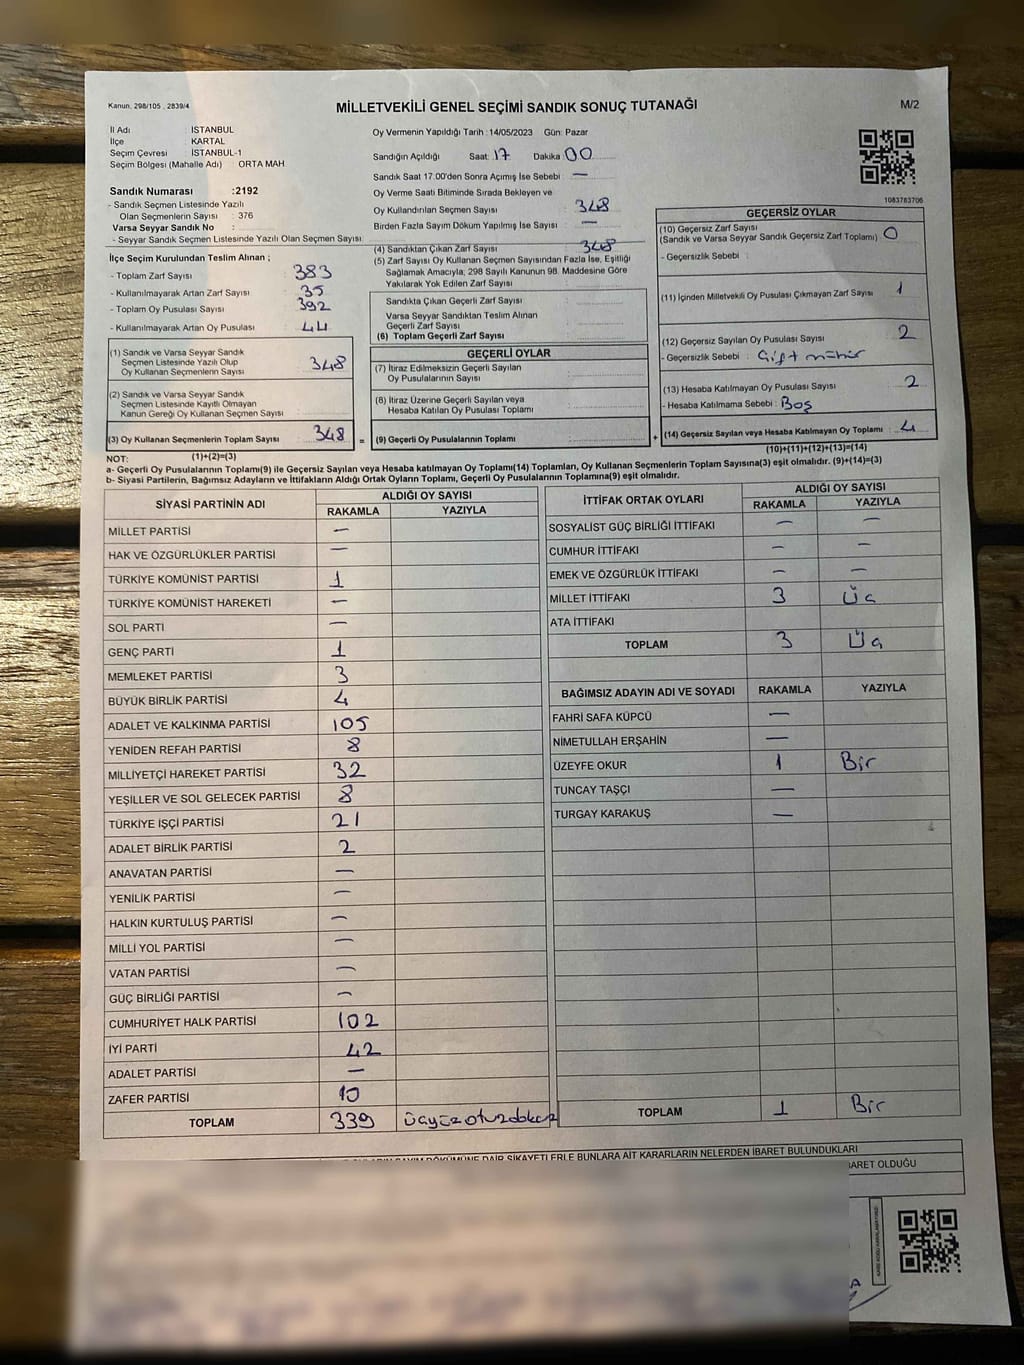 Kanun, 298/105 , 2839/4
MİLLETVEKİLİ GENEL SEÇİMİ SANDIK SONUÇ TUTANAĞI
M/2
İl Adı : İSTANBUL
İlçe : KARTAL
Seçim Çevresi : İSTANBUL-1
Seçim Bölgesi (Mahalle Adı) : ORTA MAH
Sandık Numarası :2192
- Sandık Seçmen Listesinde Yazılı
Olan Seçmenlerin Sayısı : 376
Varsa Seyyar Sandık No :
- Seyyar Seçmen Listesinde Yazılı Olan Seçmen Sayısı:
İlçe Seçim Kurulundan Teslim Alınan ;
- Toplam Zarf Sayısı : 383
- Kullanılmayarak Artan Zarf Sayısı : 35
- Toplam Oy Pusulası Sayısı : 392
- Kullanılmayarak Artan Oy Pusulası : 44
(1) Sandık ve Varsa Seyyar Sandık
Seçmen Listesinde Yazılı Olup
Oy Kullanan Seçmenlerin Sayısı : 348
(2) Sandık ve Varsa Seyyar Sandık
Seçmen Listesinde Kayıtlı Olmayan
Kanun Gereği Oy Kullanan Seçmen Sayısı :
(3) Oy Kullanan Seçmenlerin Toplam Sayısı : 348 =
(1)+(2)=(3)
Oy Vermenin Yapıldığı Tarih : 14/05/2023 Gün: Pazar
Sandığın Açıldığı Saat: 17 Dakika 00
Sandık Saat 17.00'den Sonra Açımış İse Sebebi : —
Oy Verme Saati Bitiminde Sırada Bekleyen ve
Oy Kullandırılan Seçmen Sayısı : 348
Birden Fazla Sayım Döküm Yapılmış İse Sayısı : —
(4) Sandıktan Çıkan Zarf Sayısı : 348
(5) Zarf Sayısı Oy Kullanan Seçmen Sayısından Fazla İse, Eşitliği
Sağlamak Amacıyla, 298 Sayılı Kanunun 98. Maddesine Göre
Yakılarak Yok Edilen Zarf Sayısı :
Sandıkta Çıkan Geçerli Zarf Sayısı :
Varsa Seyyar Sandıktan Teslim Alınan
Geçerli Zarf Sayısı :
(6) Toplam Geçerli Zarf Sayısı :
GEÇERLİ OYLAR
(7) İtiraz Edilmeksizin Geçerli Sayılan
Oy Pusulalarının Sayısı :
(8) İtiraz Üzerine Geçerli Sayılan veya
Hesaba Katılan Oy Pusulası Toplamı :
(9) Geçerli Oy Pusulalarının Toplamı : +
1083783706
GEÇERSİZ OYLAR
(10) Geçersiz Zarf Sayısı
(Sandık ve Varsa Seyyar Sandık Geçersiz Zarf Toplamı) : 0
- Geçersizlik Sebebi :
(11) İçinden Milletvekili Oy Pusulası Çıkmayan Zarf Sayısı : 1
(12) Geçersiz Sayılan Oy Pusulası Sayısı : 2
- Geçersizlik Sebebi : Çift mühür
(13) Hesaba Katılmayan Oy Pusulası Sayısı : 2
- Hesaba Katılmama Sebebi : Boş
(14) Geçersiz Sayılan veya Hesaba Katılmayan Oy Toplamı : 4
(10)+(11)+(12)+(13)=(14)
NOT:
a- Geçerli Oy Pusulalarının Toplamı(9) ile Geçersiz Sayılan veya Hesaba katılmayan Oy Toplamı(14) Toplamları, Oy Kullanan Seçmenlerin Toplam Sayısına(3) eşit olmalıdır. (9)+(14)=(3)
b- Siyasi Partilerin, Bağımsız Adayların ve İttifakların Aldığı Ortak Oyların Toplamı, Geçerli Oy Pusulalarının Toplamına(9) eşit olmalıdır.
SİYASİ PARTİNİN ADI
ALDIĞI OY SAYISI
RAKAMLA YAZIYLA
MİLLET PARTİSİ —
HAK VE ÖZGÜRLÜKLER PARTİSİ —
TÜRKİYE KOMÜNİST PARTİSİ 1
TÜRKİYE KOMÜNİST HAREKETİ —
SOL PARTİ —
GENÇ PARTİ 1
MEMLEKET PARTİSİ 3
BÜYÜK BİRLİK PARTİSİ 4
ADALET VE KALKINMA PARTİSİ 105
YENİDEN REFAH PARTİSİ 8
MİLLİYETÇİ HAREKET PARTİSİ 32
YEŞİLLER VE SOL GELECEK PARTİSİ 8
TÜRKİYE İŞÇİ PARTİSİ 21
ADALET BİRLİK PARTİSİ 2
ANAVATAN PARTİSİ —
YENİLİK PARTİSİ —
HALKIN KURTULUŞ PARTİSİ —
MİLLİ YOL PARTİSİ —
VATAN PARTİSİ —
GÜÇ BİRLİĞİ PARTİSİ —
CUMHURİYET HALK PARTİSİ 102
İYİ PARTİ 42
ADALET PARTİSİ —
ZAFER PARTİSİ 10
TOPLAM 339 üçyüzotuzdokuz
İTTİFAK ORTAK OYLARI
ALDIĞI OY SAYISI
RAKAMLA YAZIYLA
SOSYALİST GÜÇ BİRLİĞİ İTTİFAKI — —
CUMHUR İTTİFAKI — —
EMEK VE ÖZGÜRLÜK İTTİFAKI — —
MİLLET İTTİFAKI 3 Üç
ATA İTTİFAKI
TOPLAM 3 Üç
BAĞIMSIZ ADAYIN ADI VE SOYADI RAKAMLA YAZIYLA
FAHRİ SAFA KÜPCÜ —
NİMETULLAH ERŞAHİN —
ÜZEYFE OKUR 1 Bir
TUNCAY TAŞÇI —
TURGAY KARAKUŞ —
TOPLAM 1 Bir
DÖKÜMÜNE DAİR ŞİKAYETLERLE BUNLARA AİT KARARLARIN NELERDEN İBARET BULUNDUKLARI
BARET OLDUĞU